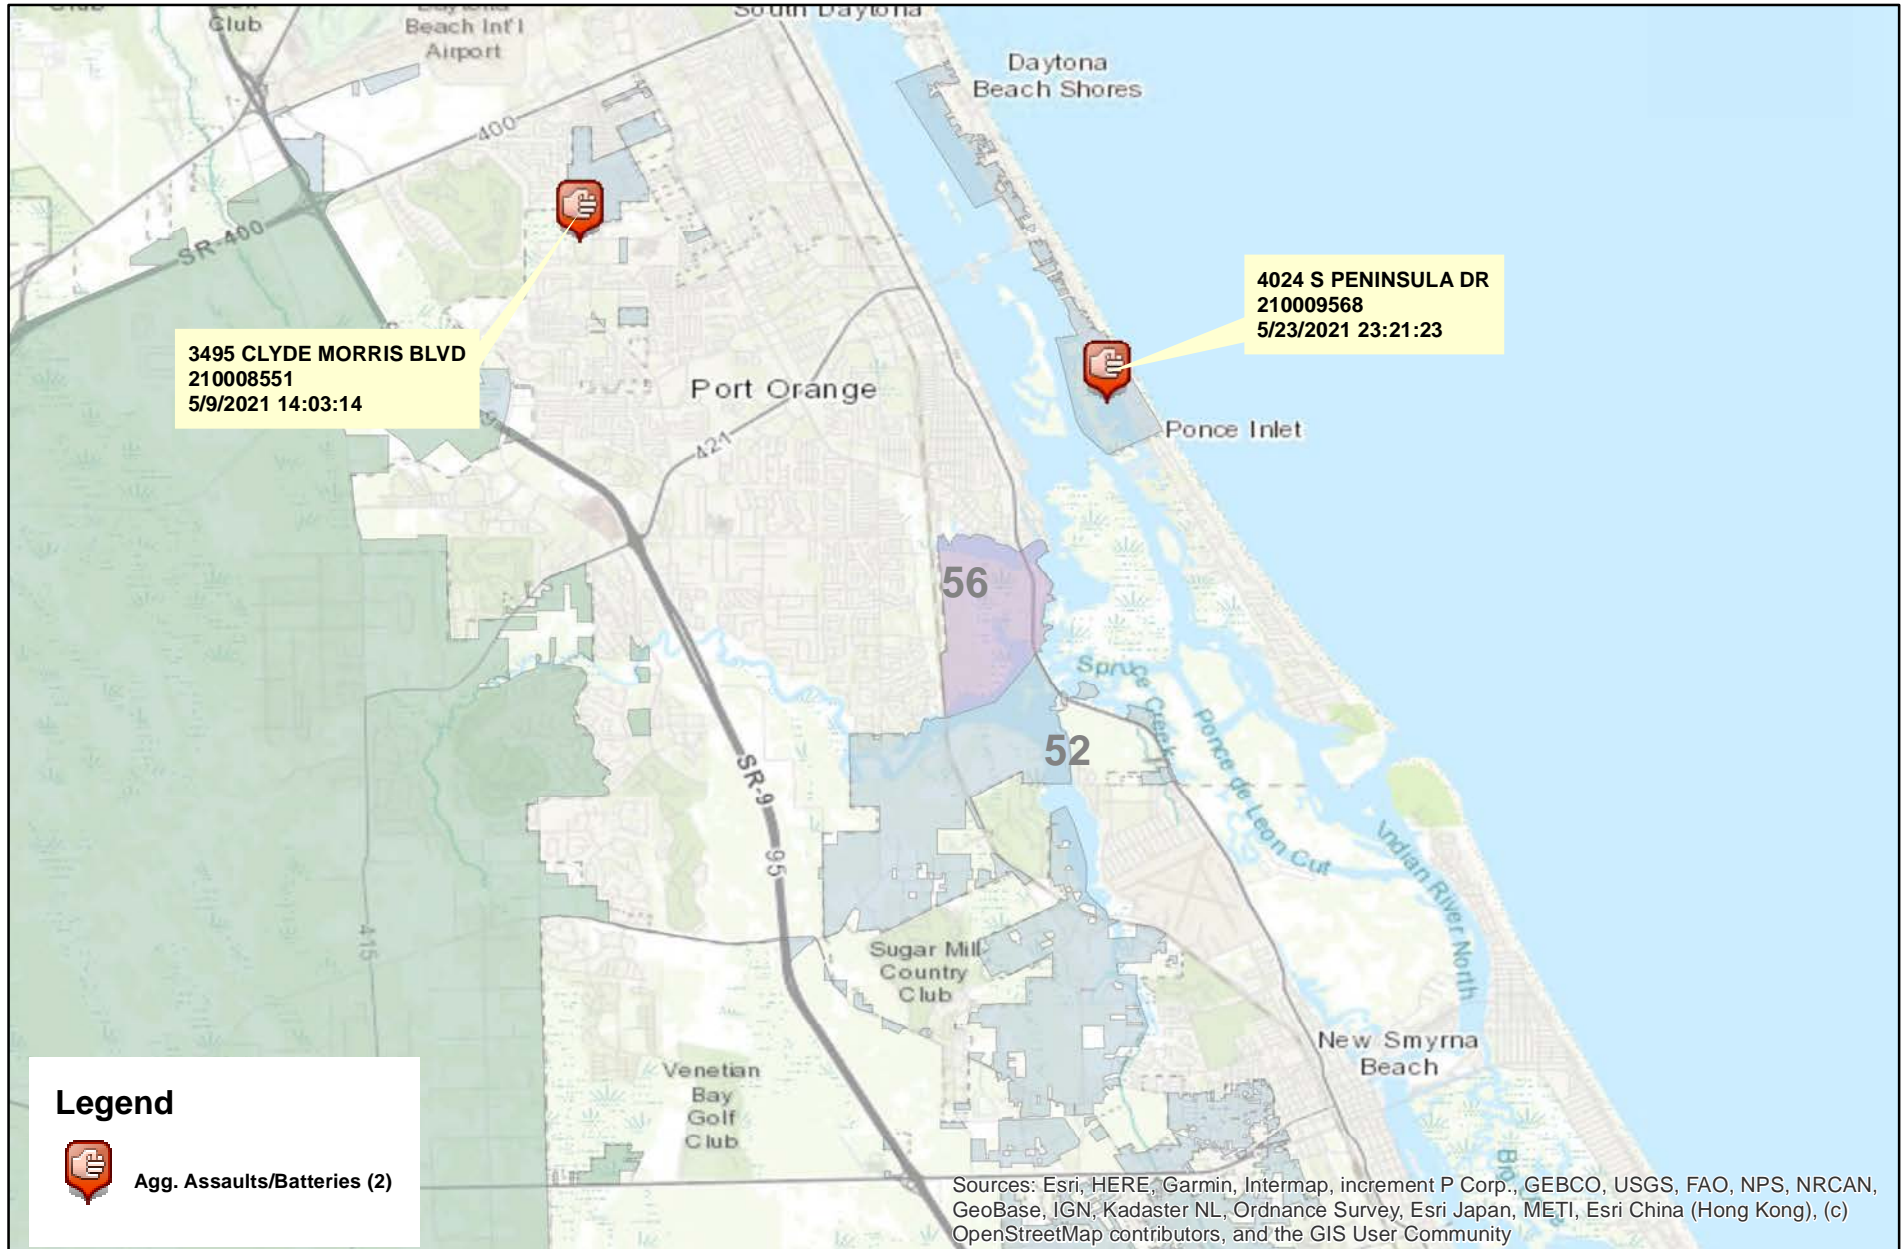 Club
Club
Daytona
Beach Int'l
Airport
South Daytona
Daytona
Beach Shores
400
SR-400
4024 S PENINSULA DR
210009568
5/23/2021 23:21:23
3495 CLYDE MORRIS BLVD
210008551
5/9/2021 14:03:14
Port Orange
421
Ponce Inlet
56
52
Spruce Creek
Ponce de Leon Cut
Indian River North
SR-9
95
415
Sugar Mill
Country
Club
New Smyrna
Beach
Venetian
Bay
Golf
Club
Legend
Agg. Assaults/Batteries (2)
Sources: Esri, HERE, Garmin, Intermap, increment P Corp., GEBCO, USGS, FAO, NPS, NRCAN,
GeoBase, IGN, Kadaster NL, Ordnance Survey, Esri Japan, METI, Esri China (Hong Kong), (c)
OpenStreetMap contributors, and the GIS User Community